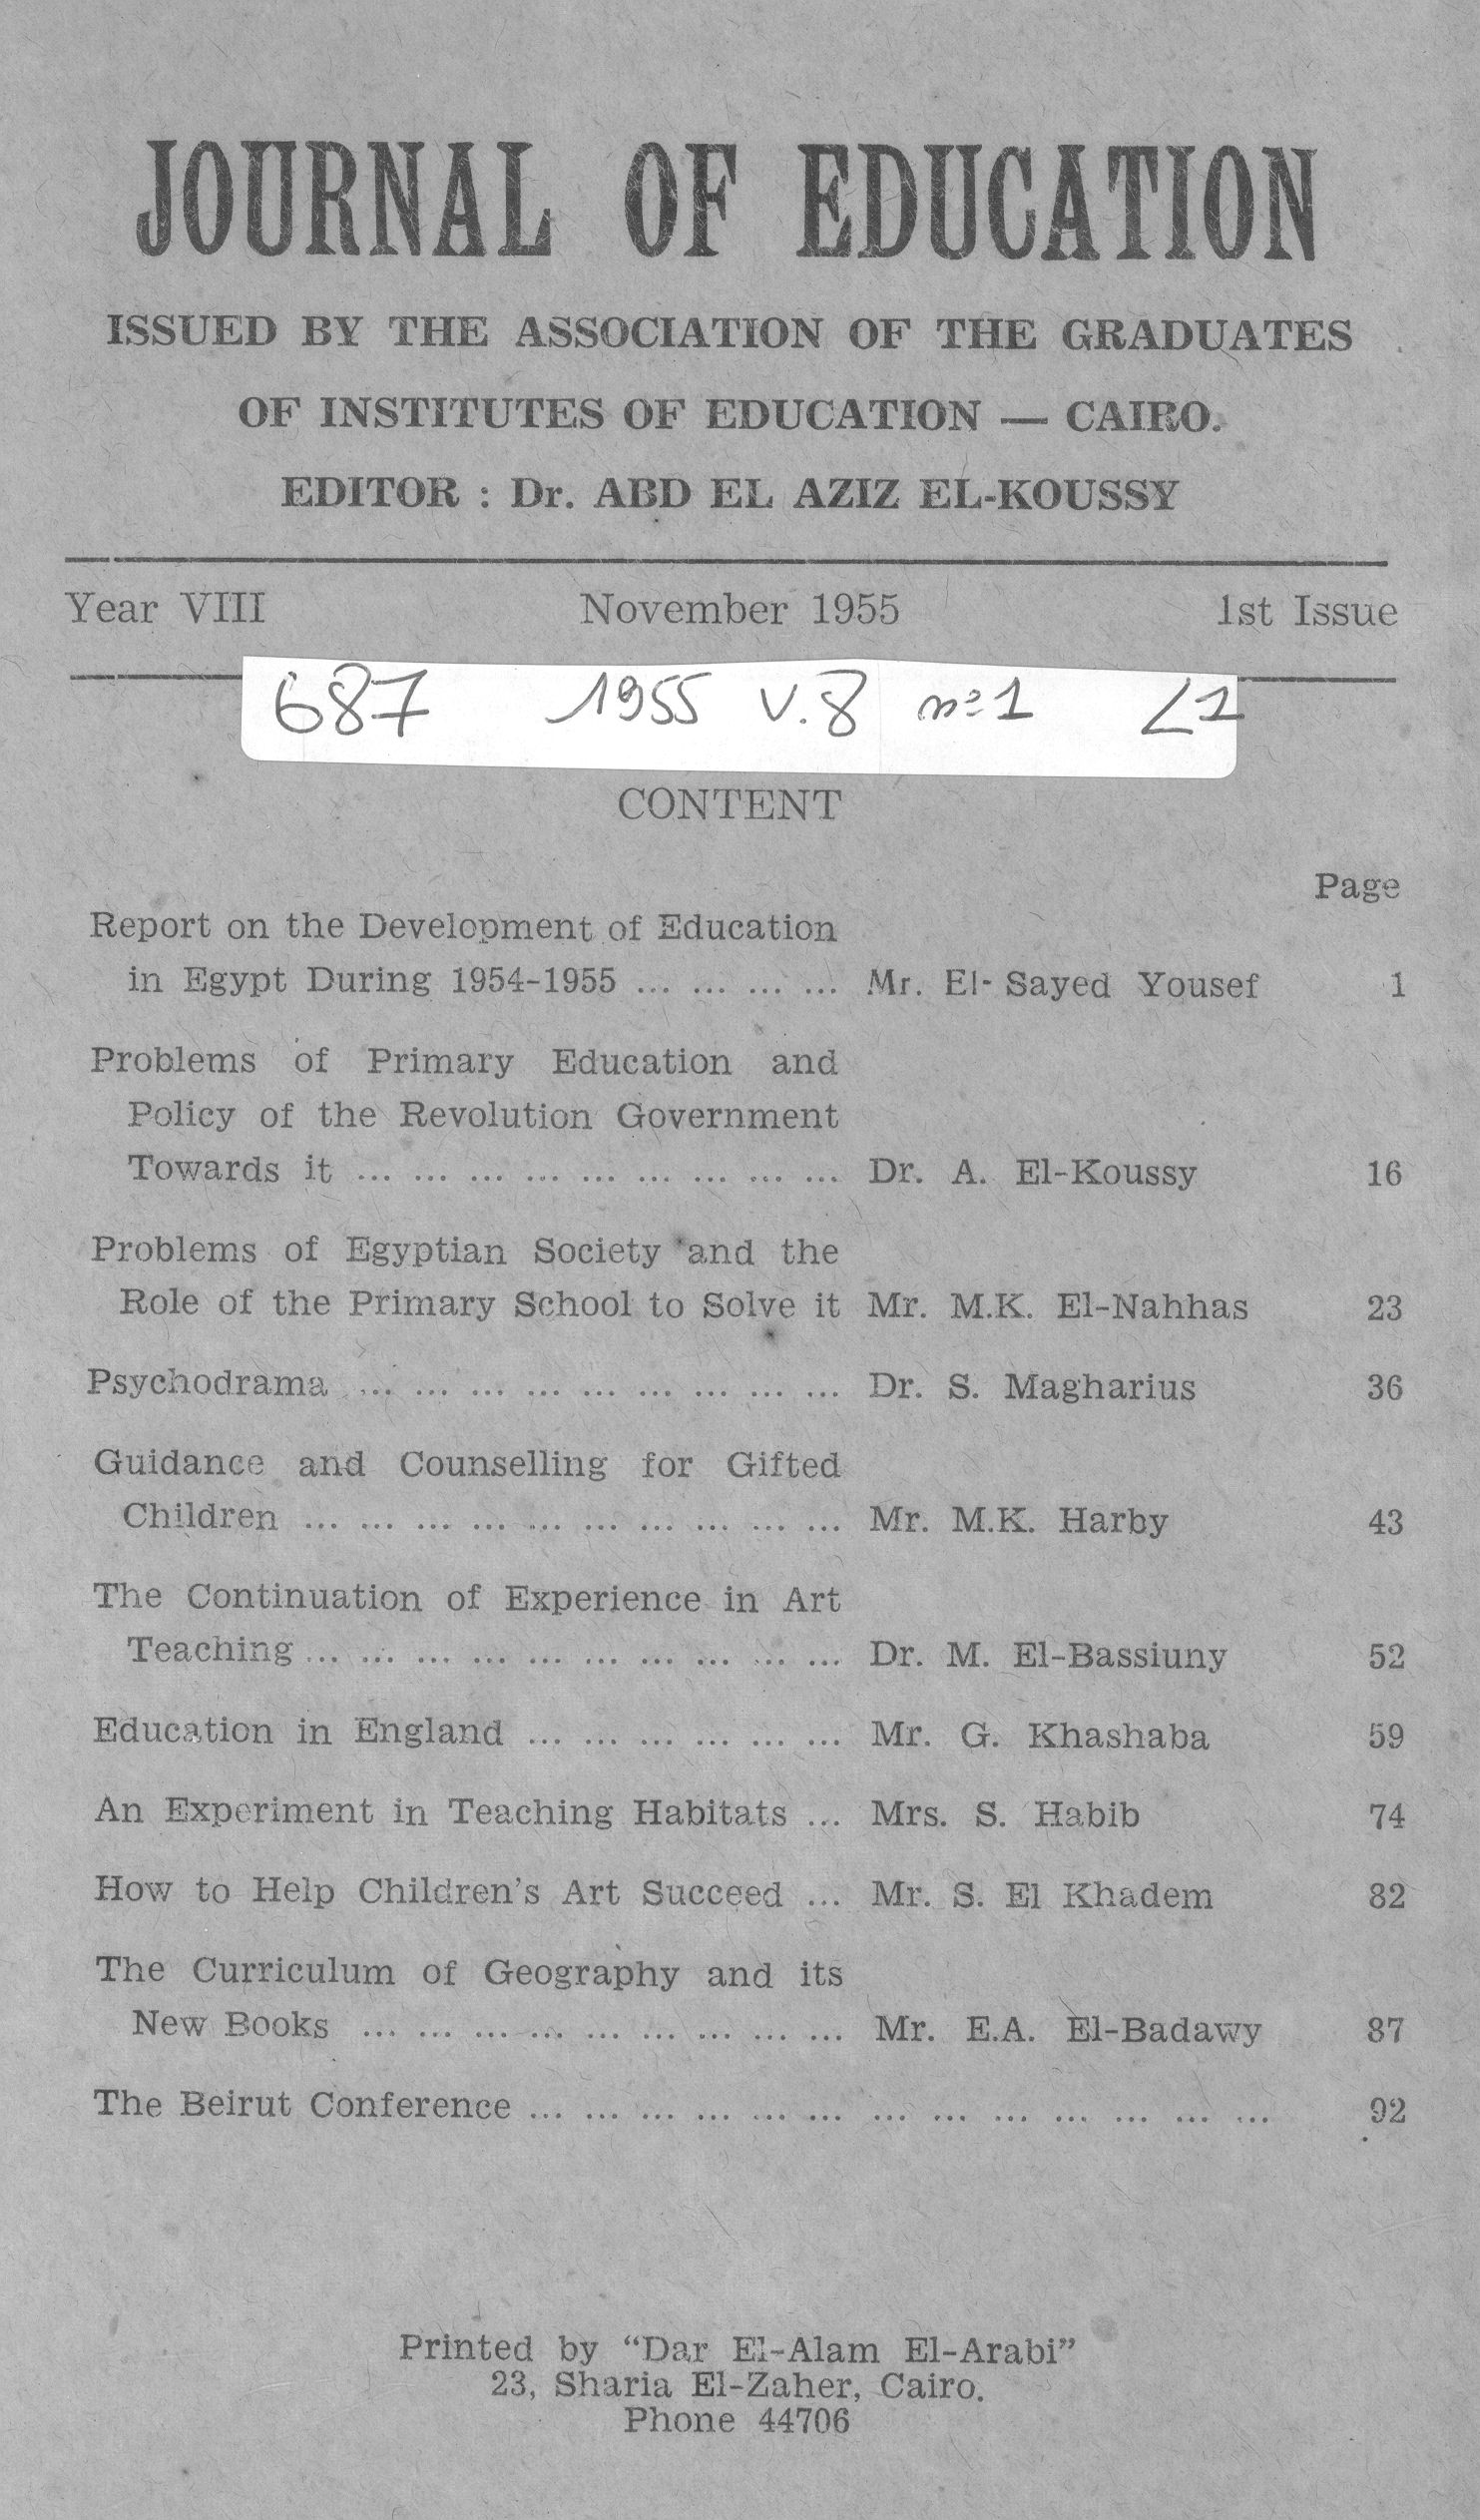 JOURNAL OF EDUCATION
ISSUED BY THE ASSOCIATION OF THE GRADUATES
OF INSTITUTES OF EDUCATION — CAIRO.
EDITOR : Dr. ABD EL AZIZ EL-KOUSSY
Year VIII November 1955 1st Issue
687 1955 v.8 nº1 L1
CONTENT
Page
Report on the Development of Education
in Egypt During 1954-1955 ... ... ... ... Mr. El-Sayed Yousef 1
Problems of Primary Education and
Policy of the Revolution Government
Towards it ... ... ... ... ... ... ... ... ... Dr. A. El-Koussy 16
Problems of Egyptian Society and the
Role of the Primary School to Solve it Mr. M.K. El-Nahhas 23
Psychodrama ... ... ... ... ... ... ... ... ... Dr. S. Magharius 36
Guidance and Counselling for Gifted
Children ... ... ... ... ... ... ... ... ... ... Mr. M.K. Harby 43
The Continuation of Experience in Art
Teaching ... ... ... ... ... ... ... ... ... ... Dr. M. El-Bassiuny 52
Education in England ... ... ... ... ... ... Mr. G. Khashaba 59
An Experiment in Teaching Habitats ... Mrs. S. Habib 74
How to Help Children's Art Succeed ... Mr. S. El Khadem 82
The Curriculum of Geography and its
New Books ... ... ... ... ... ... ... ... ... Mr. E.A. El-Badawy 87
The Beirut Conference ... ... ... ... ... ... ... ... ... ... ... ... ... 92
Printed by “Dar El-Alam El-Arabi”
23, Sharia El-Zaher, Cairo.
Phone 44706